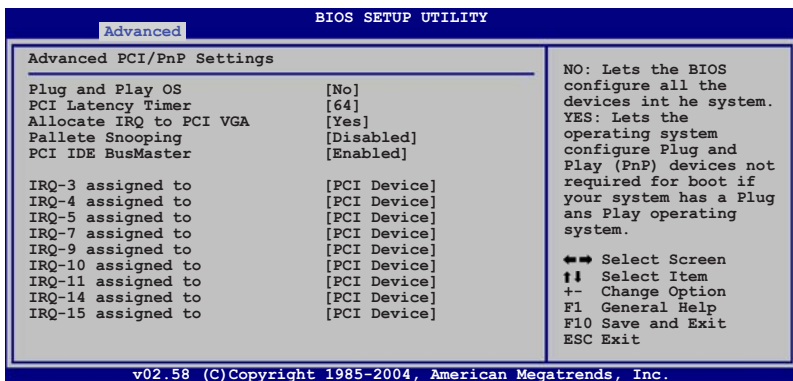 BIOS SETUP UTILITY
Advanced
Advanced PCI/PnP Settings
Plug and Play OS [No]
PCI Latency Timer [64]
Allocate IRQ to PCI VGA [Yes]
Pallete Snooping [Disabled]
PCI IDE BusMaster [Enabled]
IRQ-3 assigned to [PCI Device]
IRQ-4 assigned to [PCI Device]
IRQ-5 assigned to [PCI Device]
IRQ-7 assigned to [PCI Device]
IRQ-9 assigned to [PCI Device]
IRQ-10 assigned to [PCI Device]
IRQ-11 assigned to [PCI Device]
IRQ-14 assigned to [PCI Device]
IRQ-15 assigned to [PCI Device]
NO: Lets the BIOS
configure all the
devices int he system.
YES: Lets the
operating system
configure Plug and
Play (PnP) devices not
required for boot if
your system has a Plug
ans Play operating
system.
Select Screen
Select Item
+- Change Option
F1 General Help
F10 Save and Exit
ESC Exit
v02.58 (C)Copyright 1985-2004, American Megatrends, Inc.